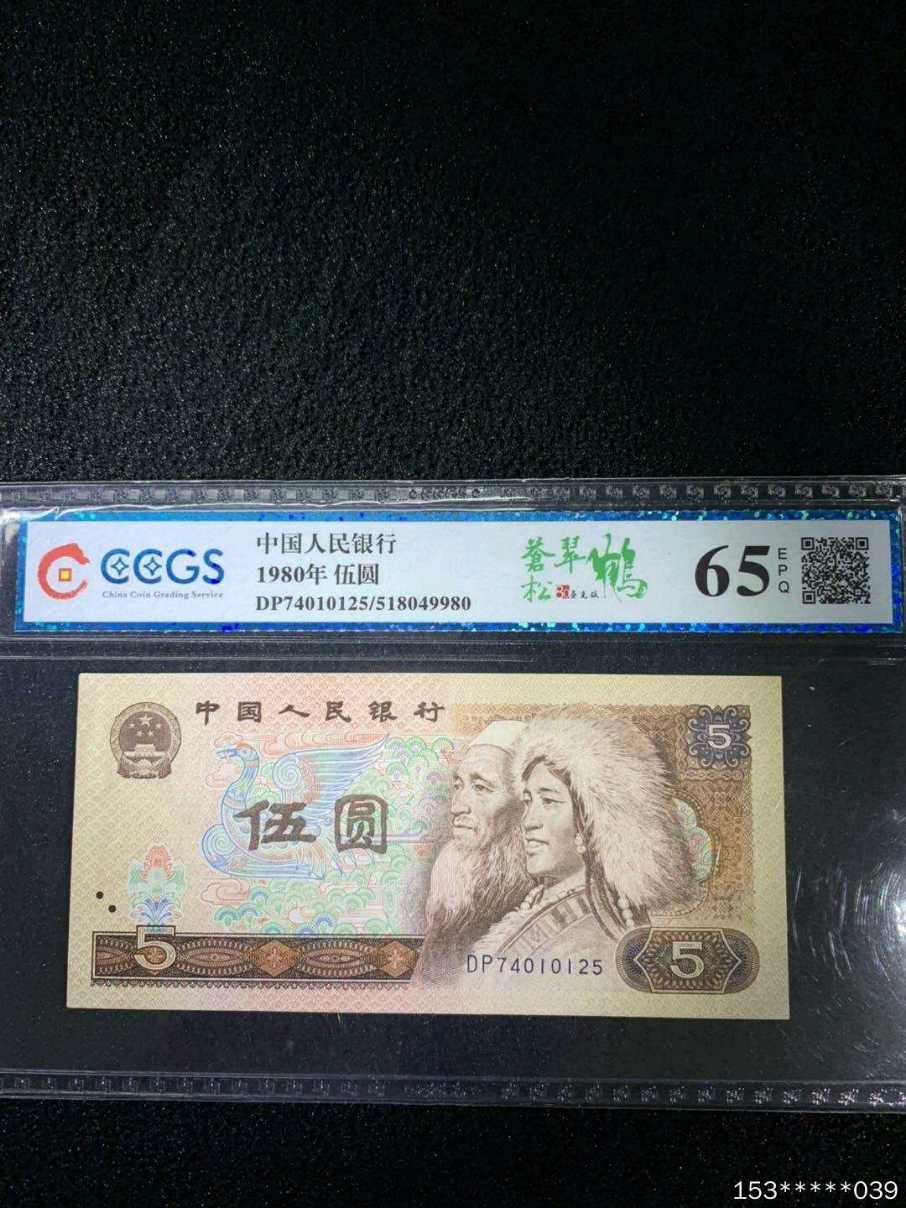 CCGS
China Coin Grading Service
中国人民银行
1980年 伍圆
DP74010125/518049980
蒼松
翠鶴
65
EPQ
中国人民银行
5
伍圆
DP74010125
5
5
153*****039